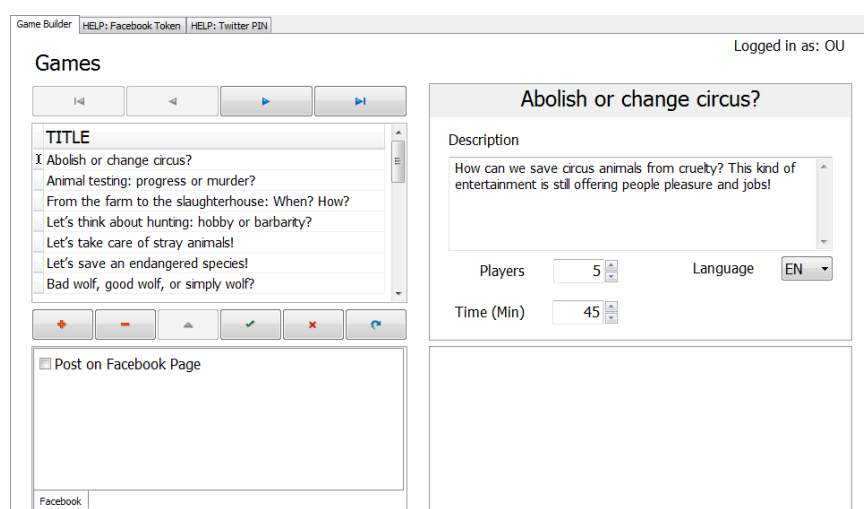 Game Builder HELP: Facebook Token HELP: Twitter PIN
Logged in as: OU
Games
TITLE
Abolish or change circus?
Animal testing: progress or murder?
From the farm to the slaughterhouse: When? How?
Let's think about hunting: hobby or barbarity?
Let's take care of stray animals!
Let's save an endangered species!
Bad wolf, good wolf, or simply wolf?
Post on Facebook Page
Facebook
Abolish or change circus?
Description
How can we save circus animals from cruelty? This kind of
entertainment is still offering people pleasure and jobs!
Players 5 Language EN
Time (Min) 45